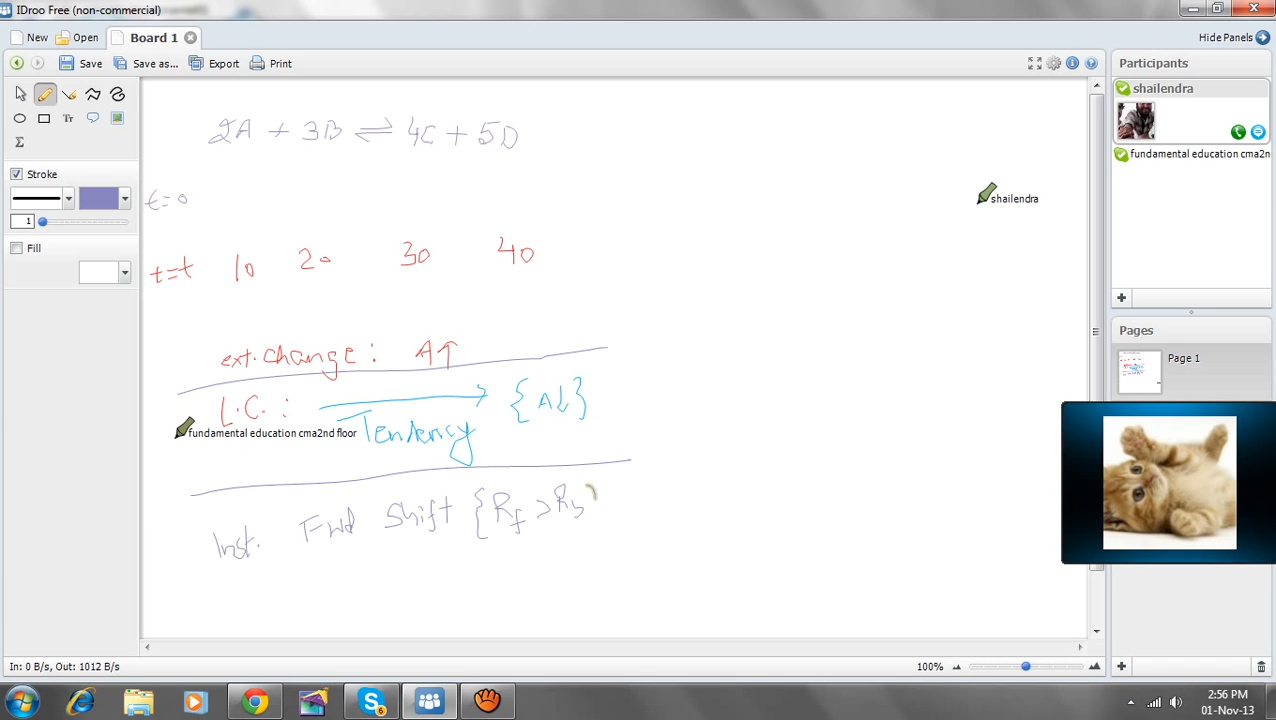 IDroo Free (non-commercial)
New Open Board 1 Hide Panels
Save Save as... Export Print
Participants
shailendra
fundamental education cma2n
Tr
Σ
Stroke
1
Fill
2A + 3B ⇌ 4C + 5D
t=0
shailendra
t=t 10 20 30 40
ext. change : A↑
L.C. : → {A↓}
fundamental education cma2nd floor
Tendency
Inst. Fwd Shift {Rf > Rb
Pages
Page 1
In: 0 B/s, Out: 1012 B/s
100%
6
2:56 PM
01-Nov-13